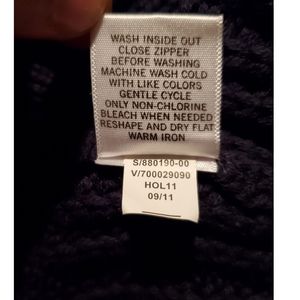 WASH INSIDE OUT
CLOSE ZIPPER
BEFORE WASHING
MACHINE WASH COLD
WITH LIKE COLORS
GENTLE CYCLE
ONLY NON-CHLORINE
BLEACH WHEN NEEDED
RESHAPE AND DRY FLAT
WARM IRON
S/880190-00
V/700029090
HOL11
09/11